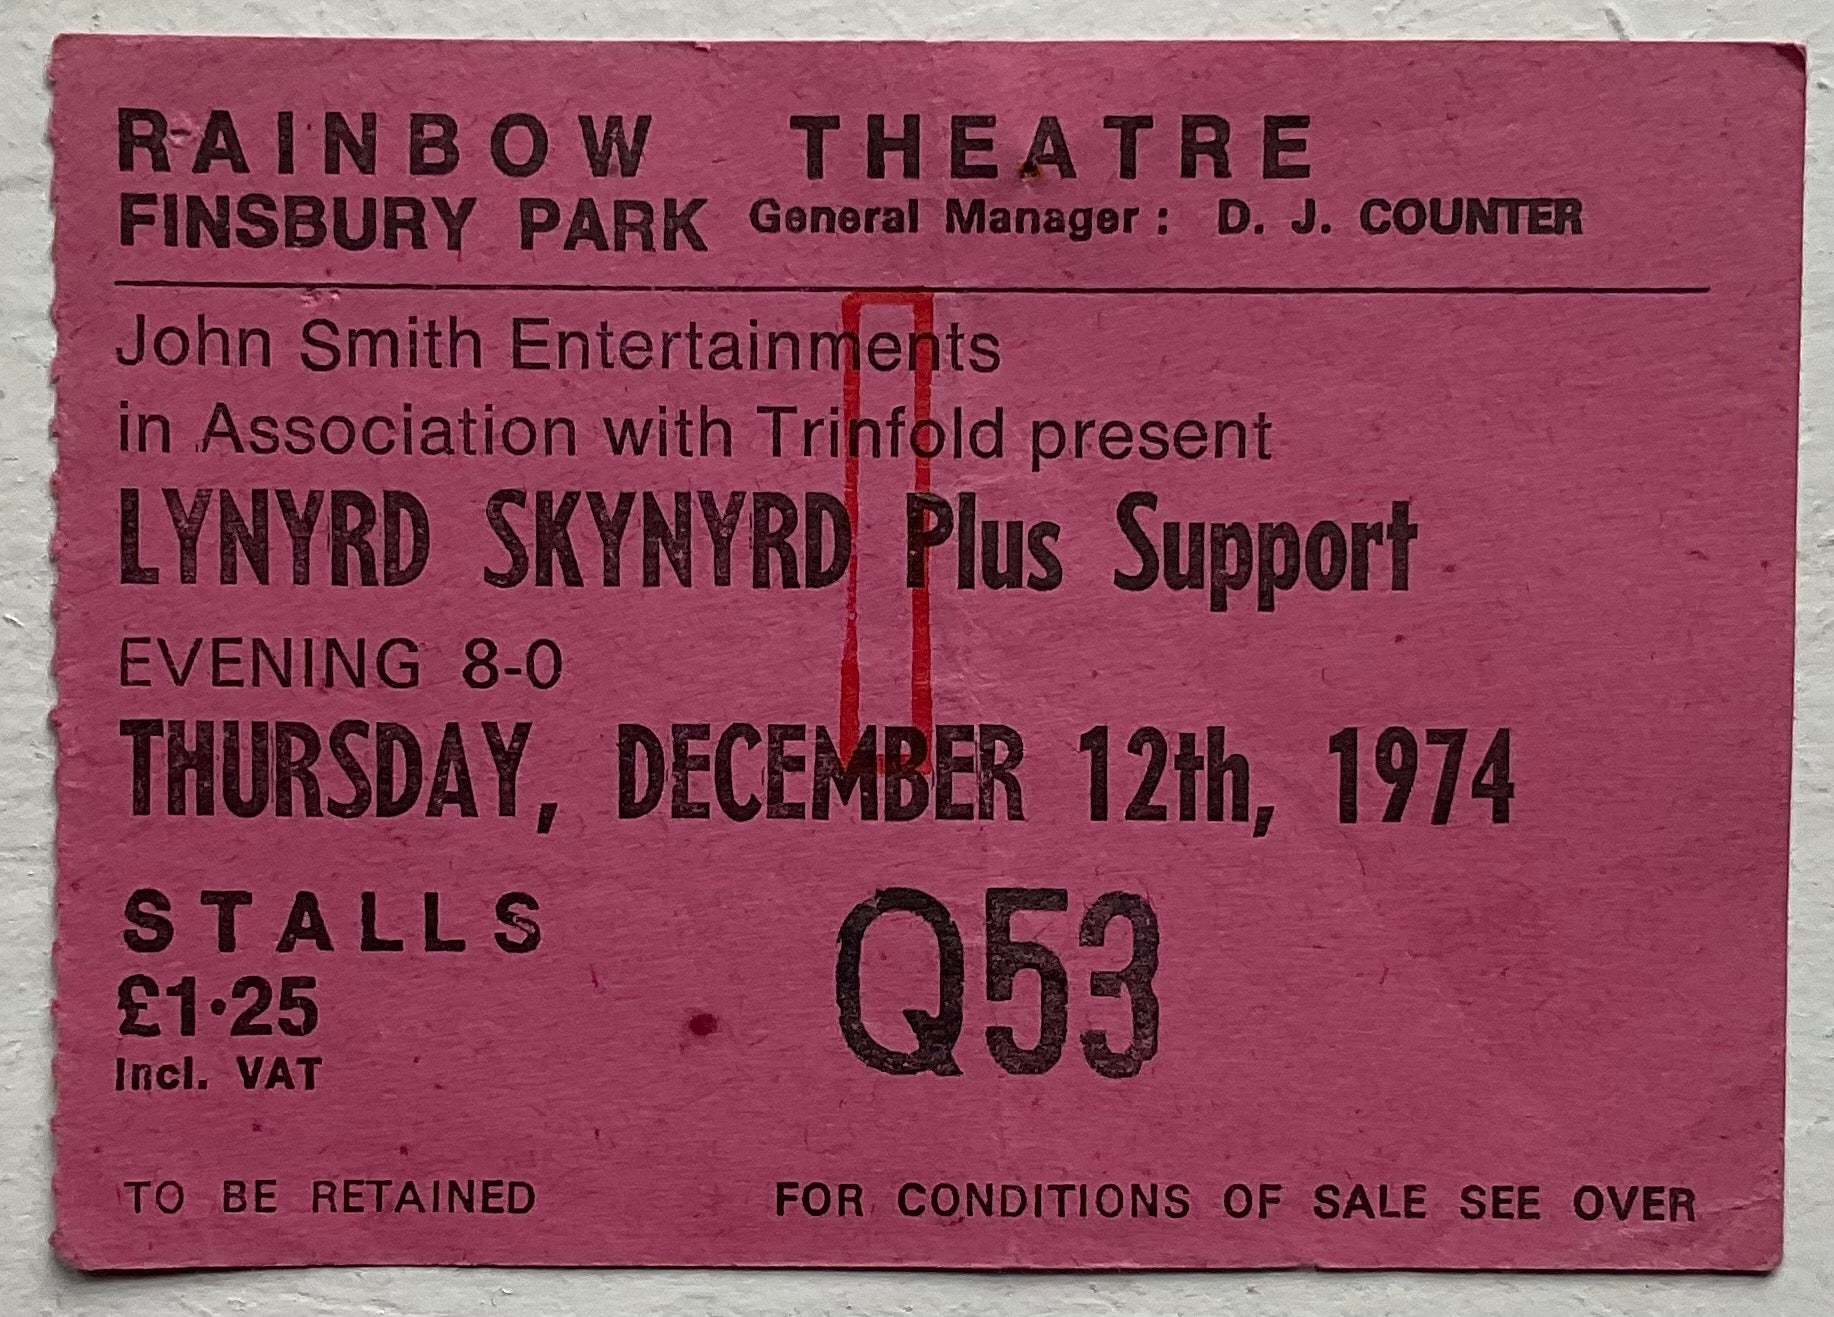 RAINBOW THEATRE
FINSBURY PARK General Manager: D. J. COUNTER
John Smith Entertainments
in Association with Trinfold present
LYNYRD SKYNYRD Plus Support
EVENING 8-0
THURSDAY, DECEMBER 12th, 1974
STALLS
£1·25
Incl. VAT
Q53
TO BE RETAINED
FOR CONDITIONS OF SALE SEE OVER